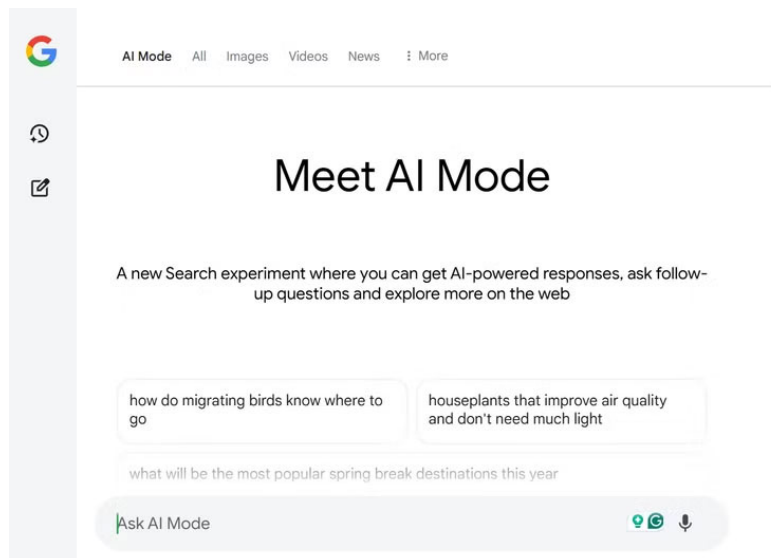 AI Mode All Images Videos News More
Meet AI Mode
A new Search experiment where you can get AI-powered responses, ask follow-
up questions and explore more on the web
how do migrating birds know where to
go
houseplants that improve air quality
and don't need much light
what will be the most popular spring break destinations this year
Ask AI Mode